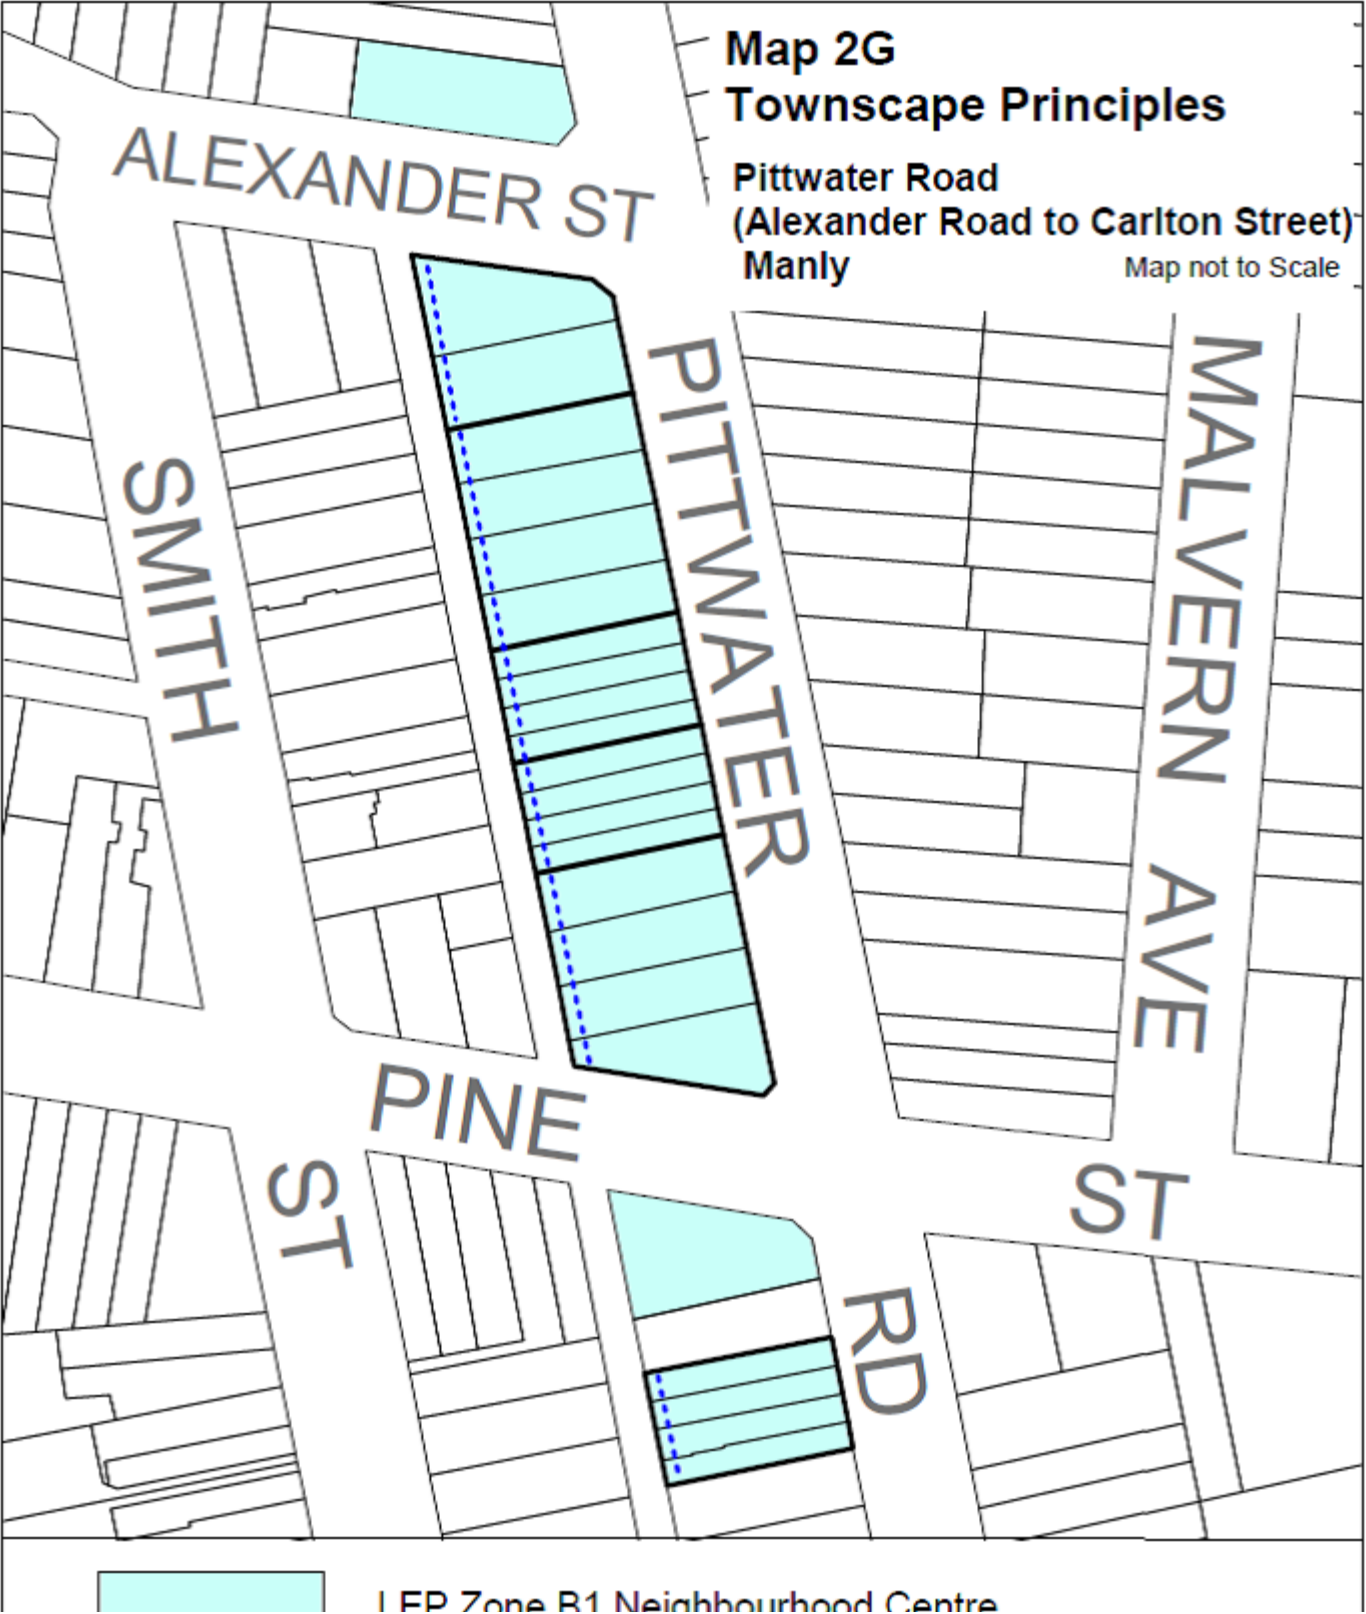 Map 2G
Townscape Principles
Pittwater Road
(Alexander Road to Carlton Street)
Manly
Map not to Scale
ALEXANDER ST
PITTWATER
MALVERN AVE
SMITH
PINE
ST
ST
RD
LEP Zone B1 Neighbourhood Centre